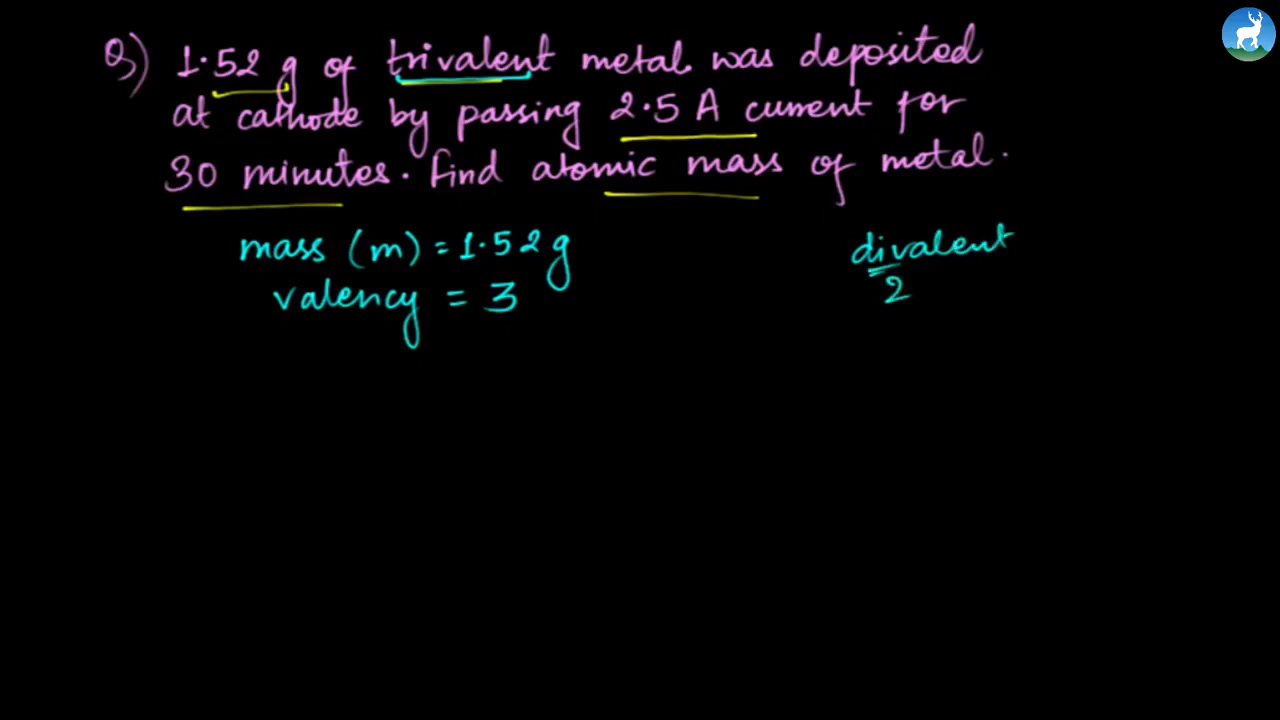 Q) 1.52 g of trivalent metal was deposited
at cathode by passing 2.5 A current for
30 minutes. Find atomic mass of metal.
mass (m) = 1.52g
divalent
2
valency = 3